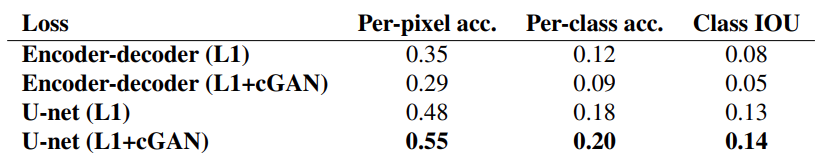 Loss Per-pixel acc. Per-class acc. Class IOU
Encoder-decoder (L1) 0.35 0.12 0.08
Encoder-decoder (L1+cGAN) 0.29 0.09 0.05
U-net (L1) 0.48 0.18 0.13
U-net (L1+cGAN) 0.55 0.20 0.14